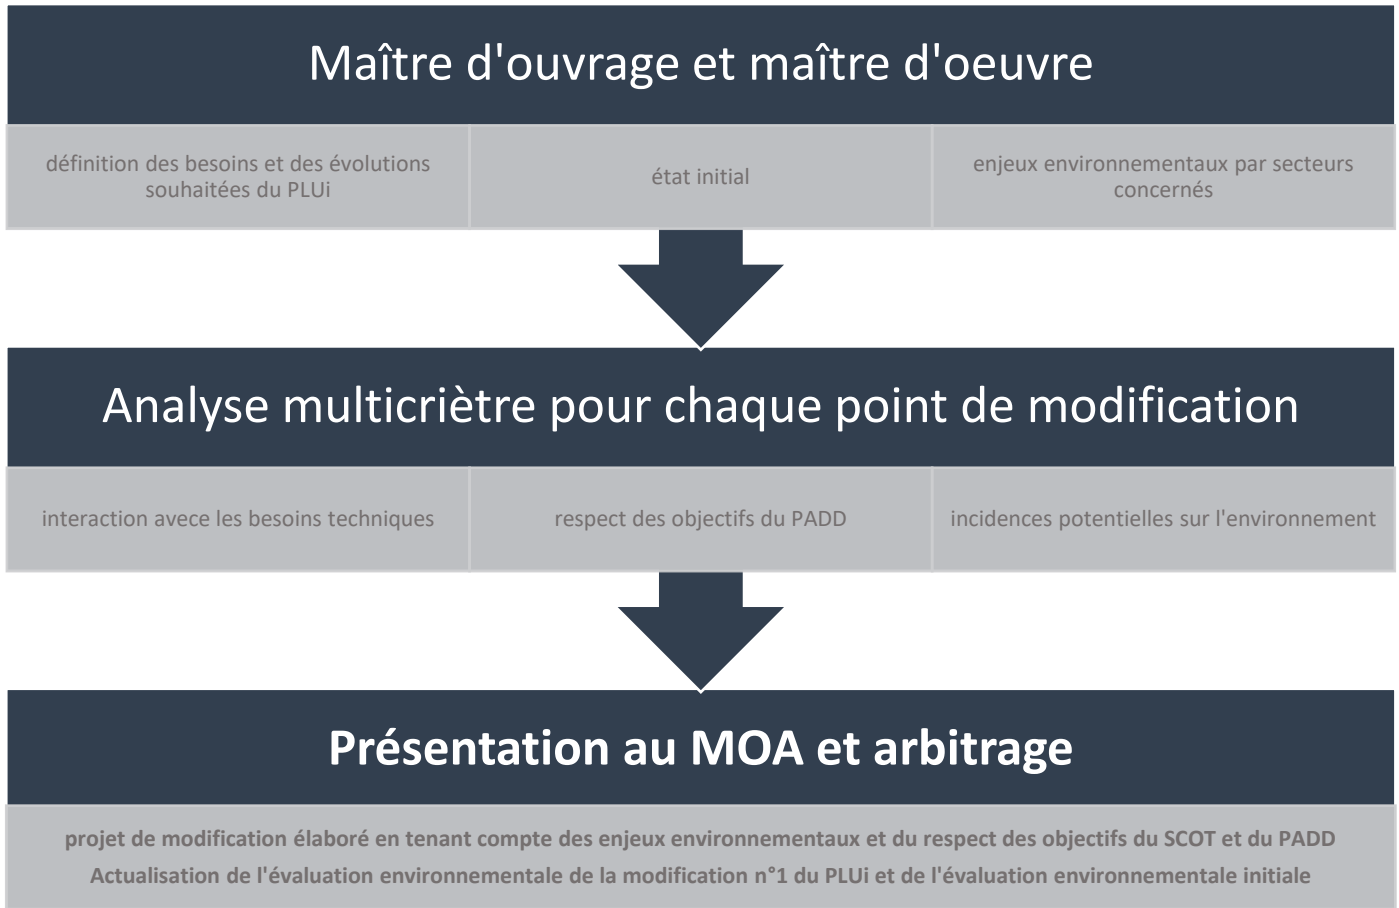 Maître d'ouvrage et maître d'oeuvre
définition des besoins et des évolutions
souhaitées du PLUi
état initial
enjeux environnementaux par secteurs
concernés
Analyse multicriètre pour chaque point de modification
interaction avece les besoins techniques
respect des objectifs du PADD
incidences potentielles sur l'environnement
Présentation au MOA et arbitrage
projet de modification élaboré en tenant compte des enjeux environnementaux et du respect des objectifs du SCOT et du PADD
Actualisation de l'évaluation environnementale de la modification n°1 du PLUi et de l'évaluation environnementale initiale